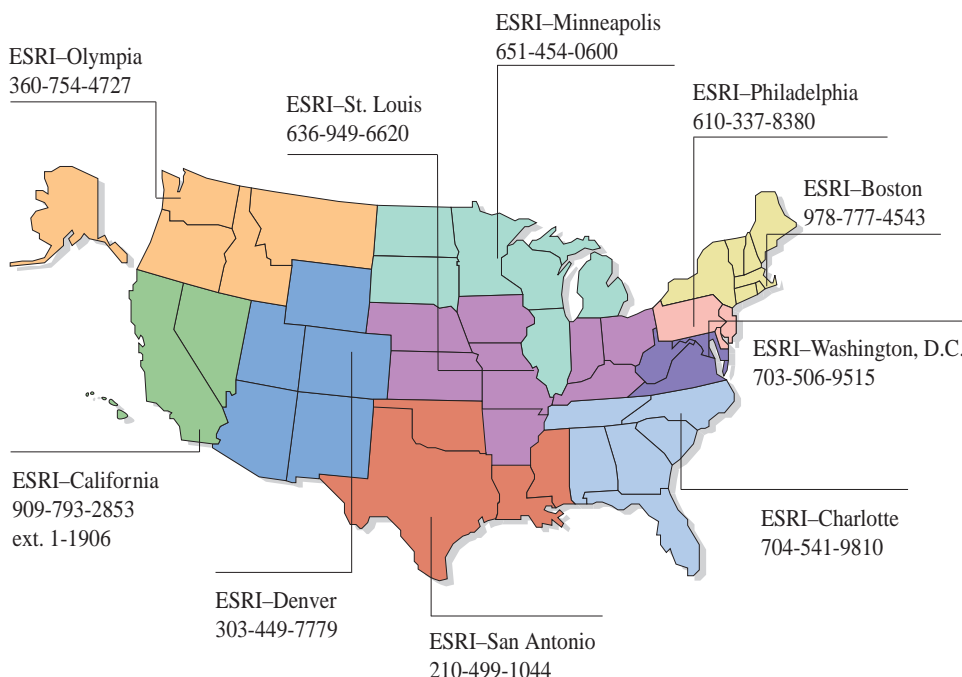 ESRI–Minneapolis
651-454-0600
ESRI–Olympia
360-754-4727
ESRI–St. Louis
636-949-6620
ESRI–Philadelphia
610-337-8380
ESRI–Boston
978-777-4543
ESRI–Washington, D.C.
703-506-9515
ESRI–California
909-793-2853
ext. 1-1906
ESRI–Charlotte
704-541-9810
ESRI–Denver
303-449-7779
ESRI–San Antonio
210-499-1044